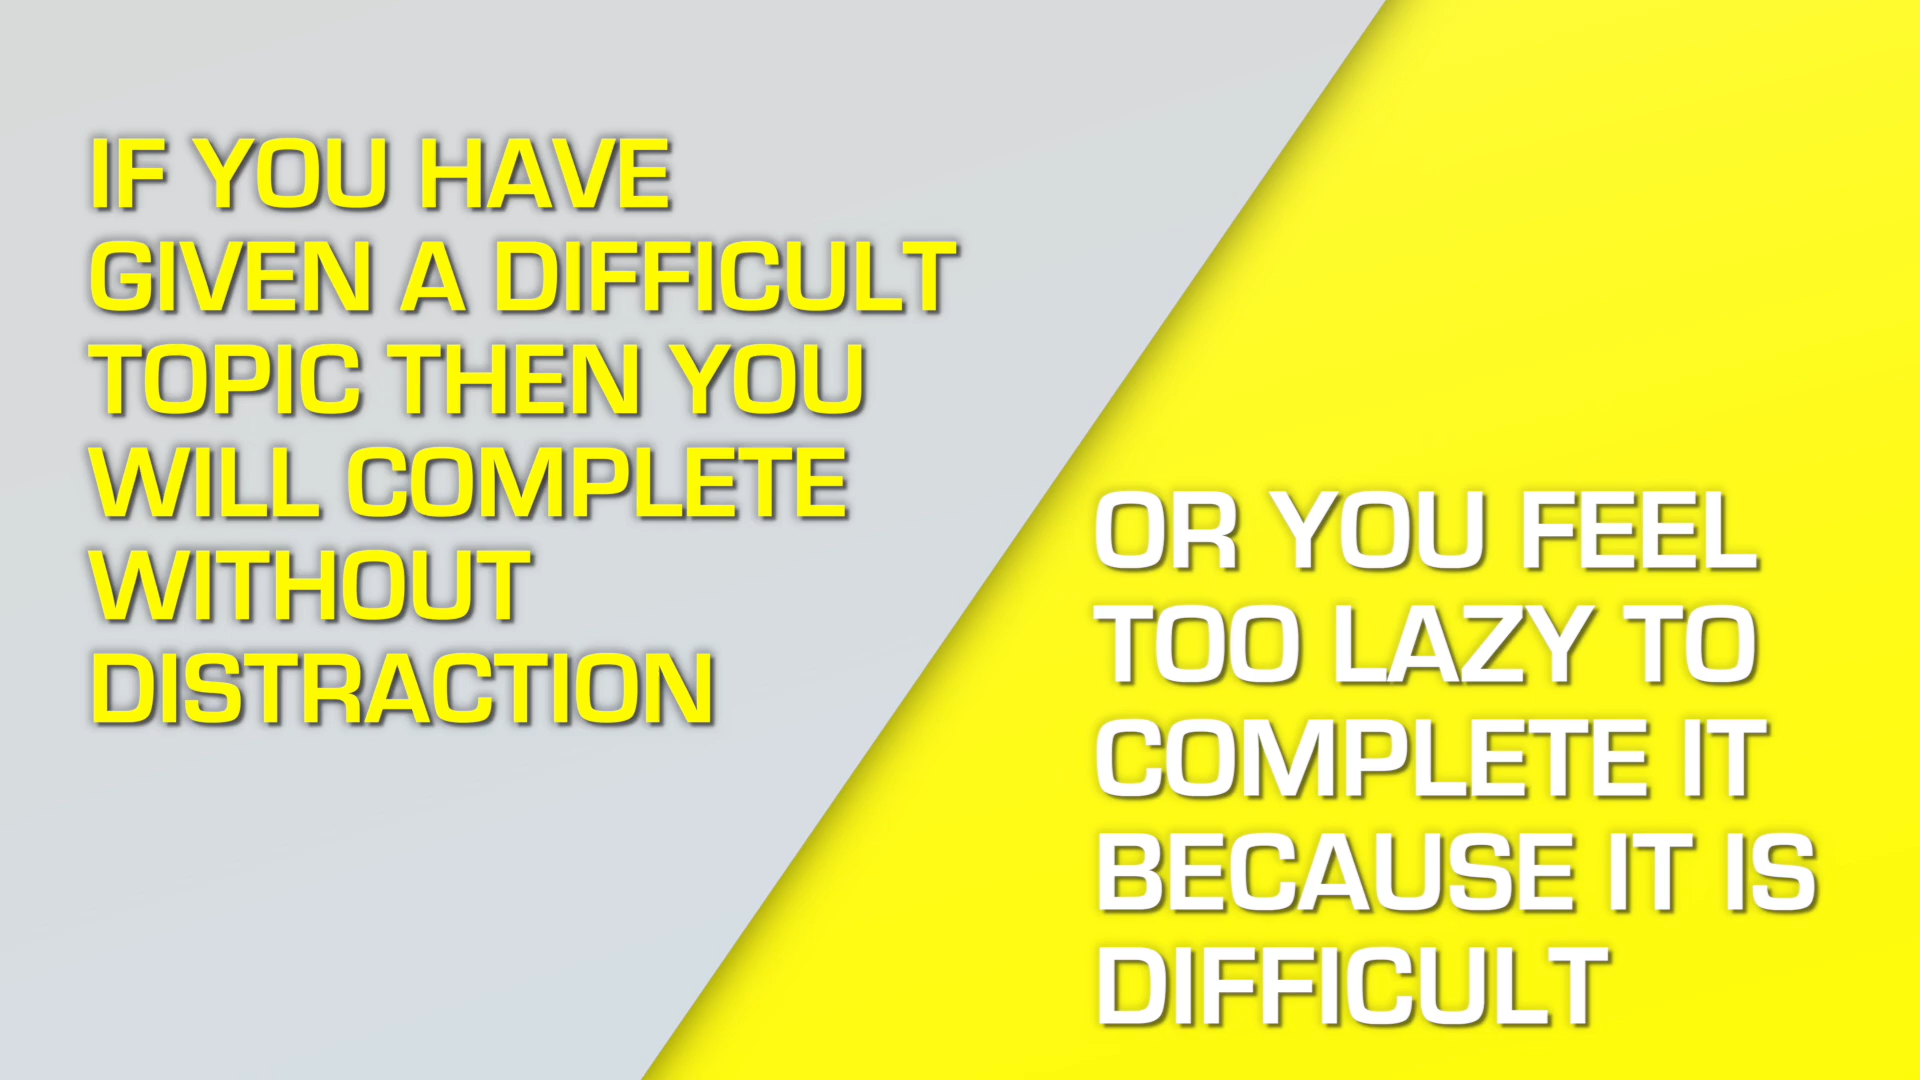 IF YOU HAVE
GIVEN A DIFFICULT
TOPIC THEN YOU
WILL COMPLETE
WITHOUT
DISTRACTION
OR YOU FEEL
TOO LAZY TO
COMPLETE IT
BECAUSE IT IS
DIFFICULT